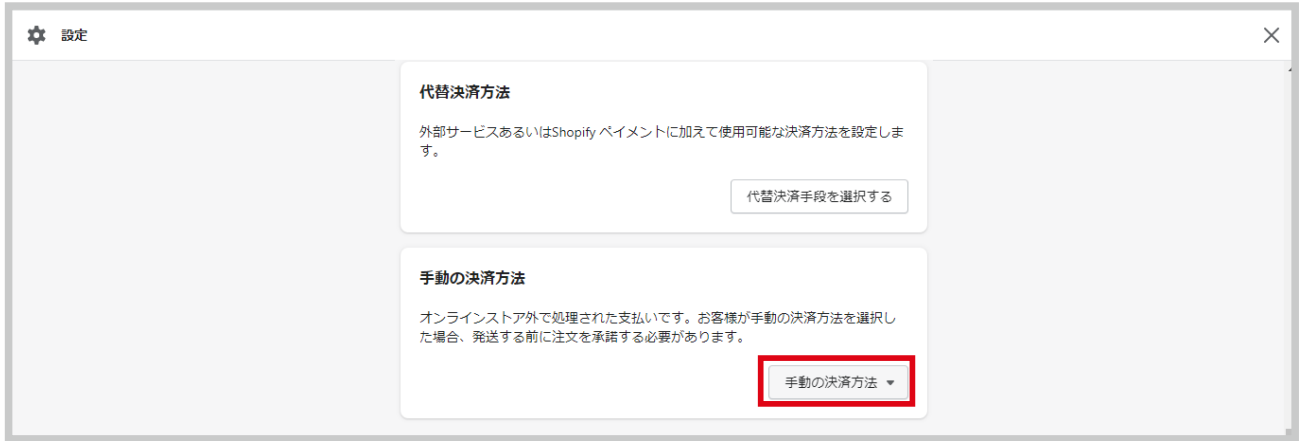 設定
代替決済方法
外部サービスあるいはShopify ペイメントに加えて使用可能な決済方法を設定しま
す。
代替決済手段を選択する
手動の決済方法
オンラインストア外で処理された支払いです。お客様が手動の決済方法を選択し
た場合、発送する前に注文を承諾する必要があります。
手動の決済方法